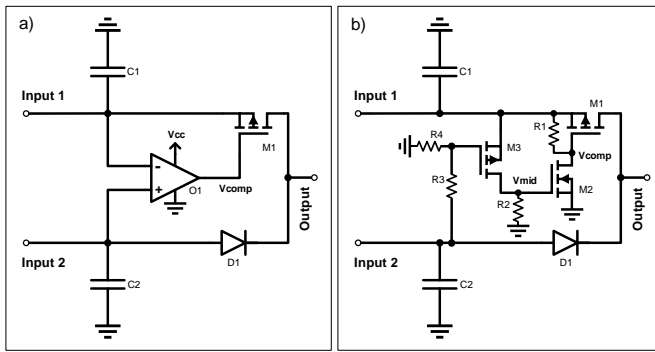 a)
C1
Input 1
Vcc
M1
-
+
O1
Vcomp
Output
Input 2
D1
C2
b)
C1
Input 1
M1
R1
R4
M3
Vcomp
R3
Vmid
M2
R2
Output
Input 2
D1
C2